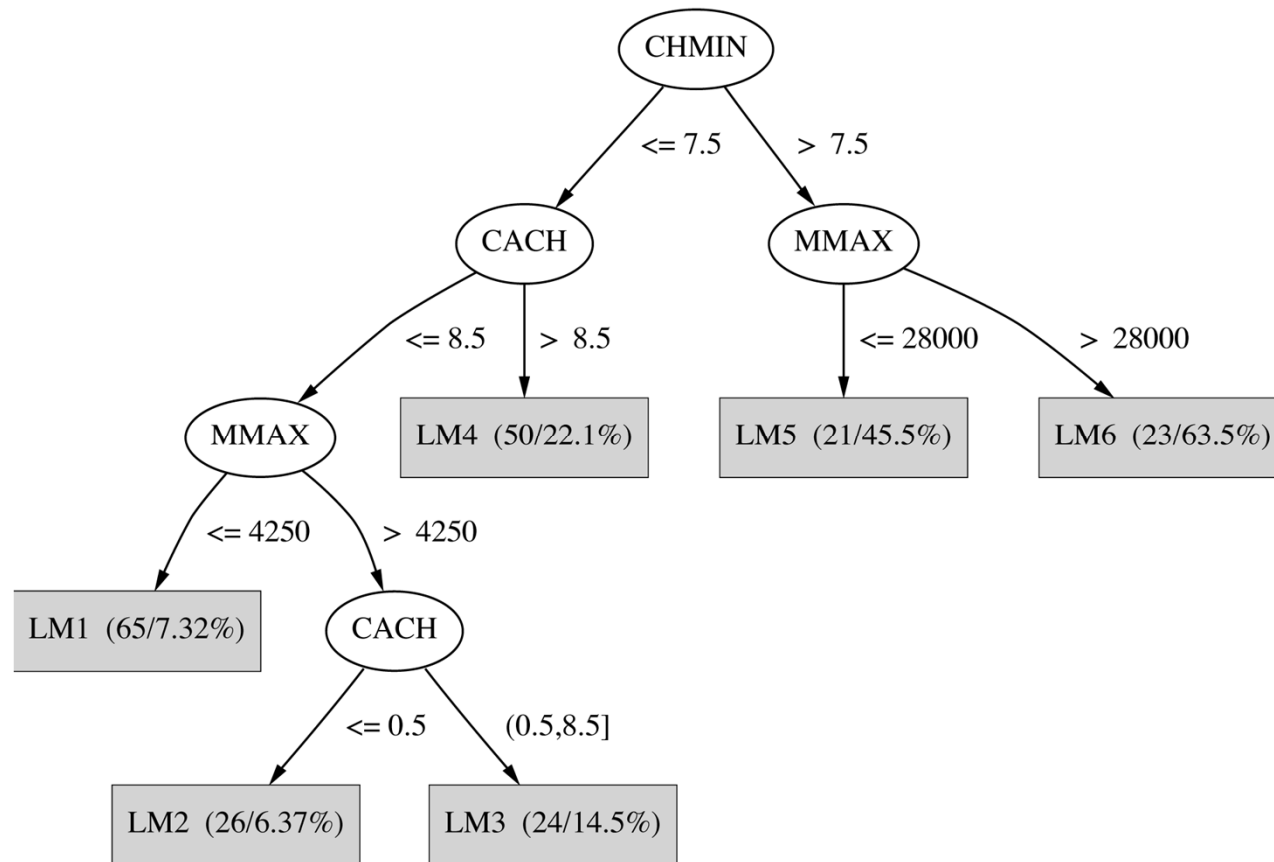 CHMIN
<= 7.5
> 7.5
CACH
MMAX
<= 8.5
> 8.5
<= 28000
> 28000
MMAX
LM4 (50/22.1%)
LM5 (21/45.5%)
LM6 (23/63.5%)
<= 4250
> 4250
LM1 (65/7.32%)
CACH
<= 0.5
(0.5,8.5]
LM2 (26/6.37%)
LM3 (24/14.5%)